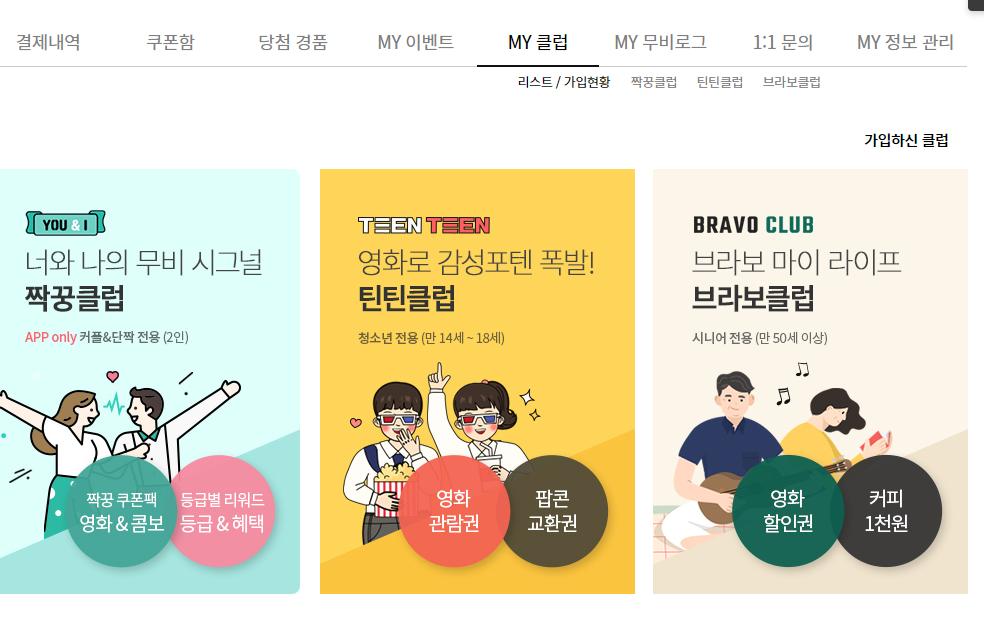 결제내역 쿠폰함 당첨 경품 MY 이벤트 MY 클럽 MY 무비로그 1:1 문의 MY 정보 관리
리스트 / 가입현황 짝꿍클럽 틴틴클럽 브라보클럽
가입하신 클럽
YOU & I
너와 나의 무비 시그널
짝꿍클럽
APP only 커플&단짝 전용 (2인)
짝꿍 쿠폰팩
영화 & 콤보
등급별 리워드
등급 & 혜택
TEEN TEEN
영화로 감성포텐 폭발!
틴틴클럽
청소년 전용 (만 14세 ~ 18세)
영화
관람권
팝콘
교환권
BRAVO CLUB
브라보 마이 라이프
브라보클럽
시니어 전용 (만 50세 이상)
영화
할인권
커피
1천원